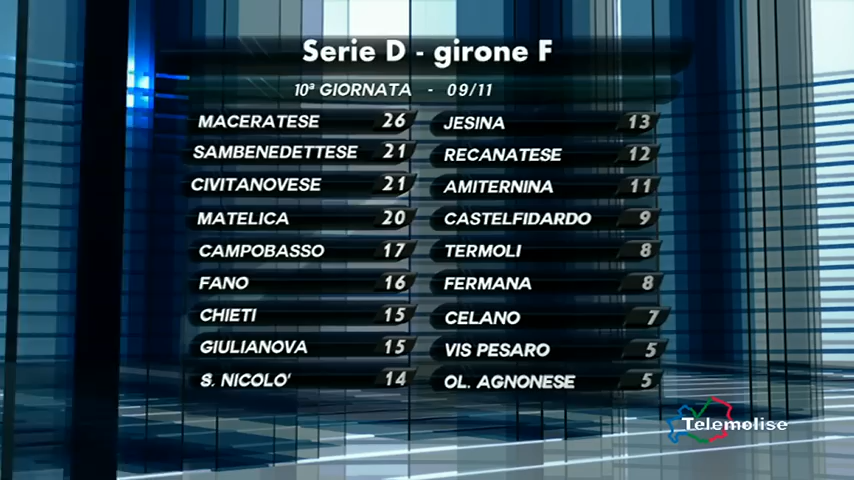 Serie D - girone F
10ª GIORNATA - 09/11
MACERATESE 26
SAMBENEDETTESE 21
CIVITANOVESE 21
MATELICA 20
CAMPOBASSO 17
FANO 16
CHIETI 15
GIULIANOVA 15
S. NICOLO' 14
JESINA 13
RECANATESE 12
AMITERNINA 11
CASTELFIDARDO 9
TERMOLI 8
FERMANA 8
CELANO 7
VIS PESARO 5
OL. AGNONESE 5
Telemolise